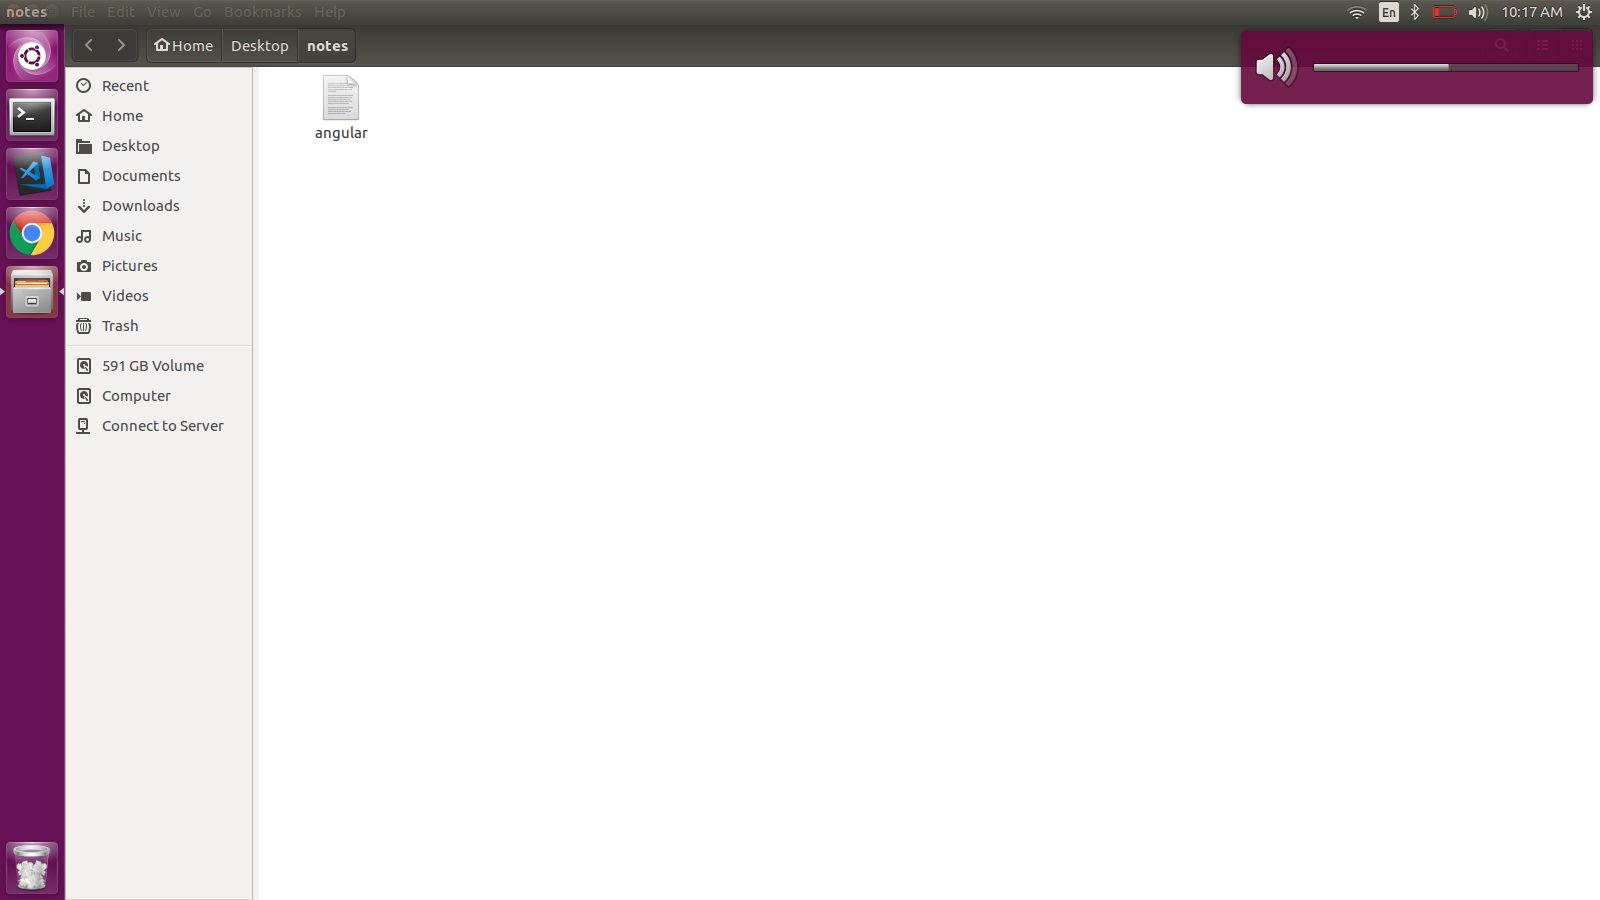 notes File Edit View Go Bookmarks Help En 10:17 AM
Home Desktop notes
angular
Recent
Home
Desktop
Documents
Downloads
Music
Pictures
Videos
Trash
591 GB Volume
Computer
Connect to Server